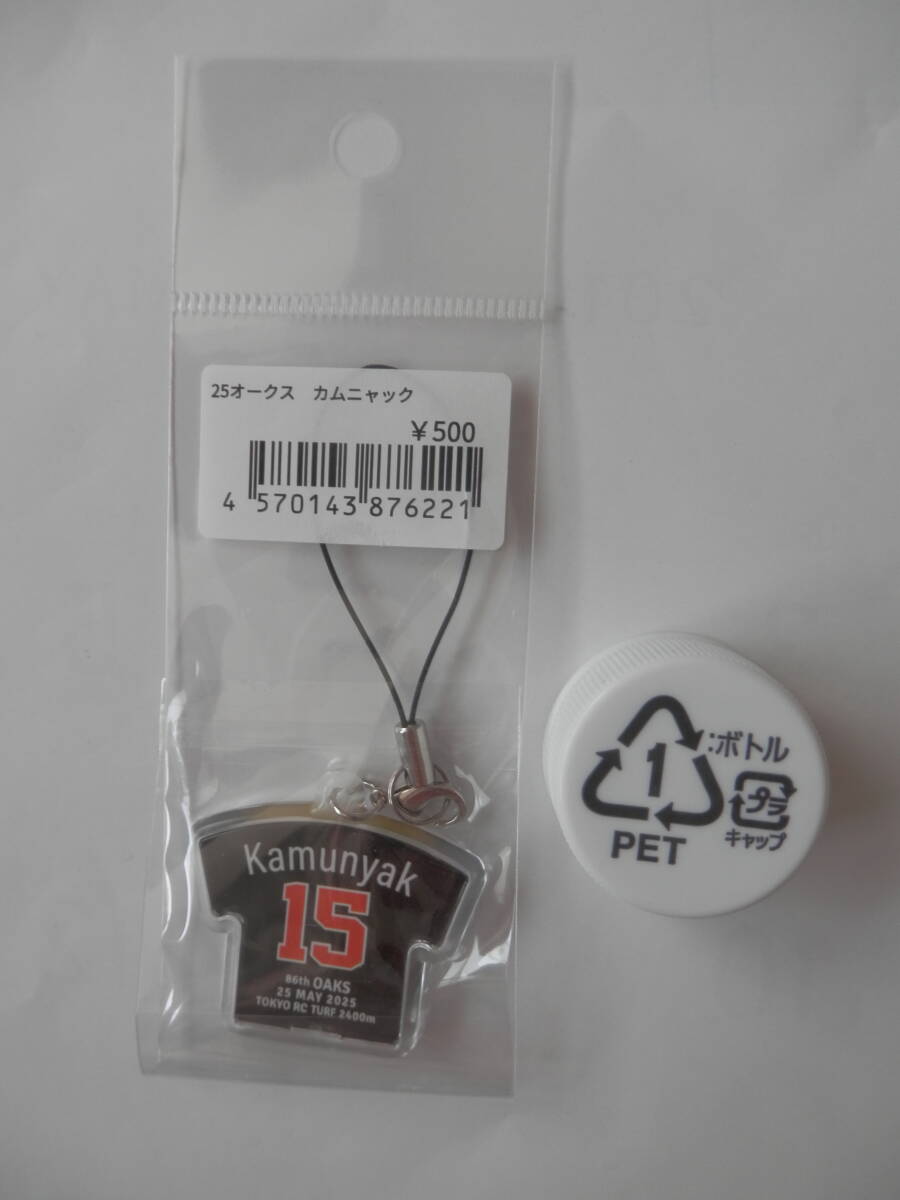 25オークス カムニャック
¥500
4 570143 876221
Kamunyak
15
86th OAKS
25 MAY 2025
TOKYO RC TURF 2400m
1
:ボトル
プラ
キャップ
PET